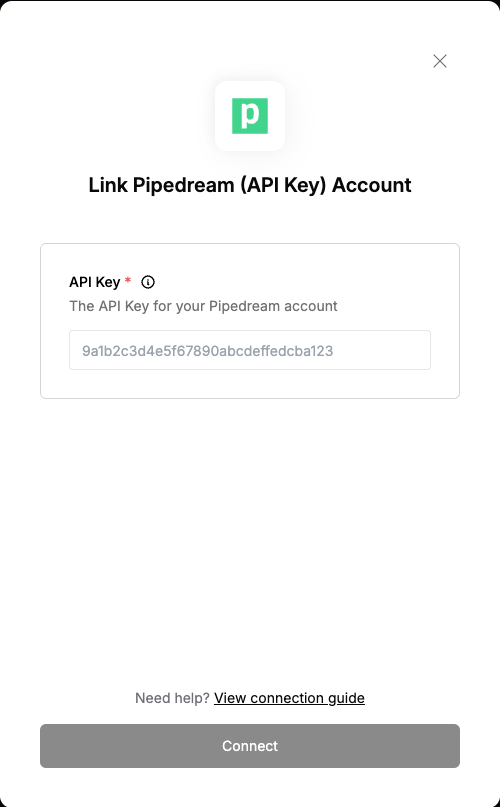 p
Link Pipedream (API Key) Account
API Key *
The API Key for your Pipedream account
9a1b2c3d4e5f67890abcdeffedcba123
Need help? View connection guide
Connect